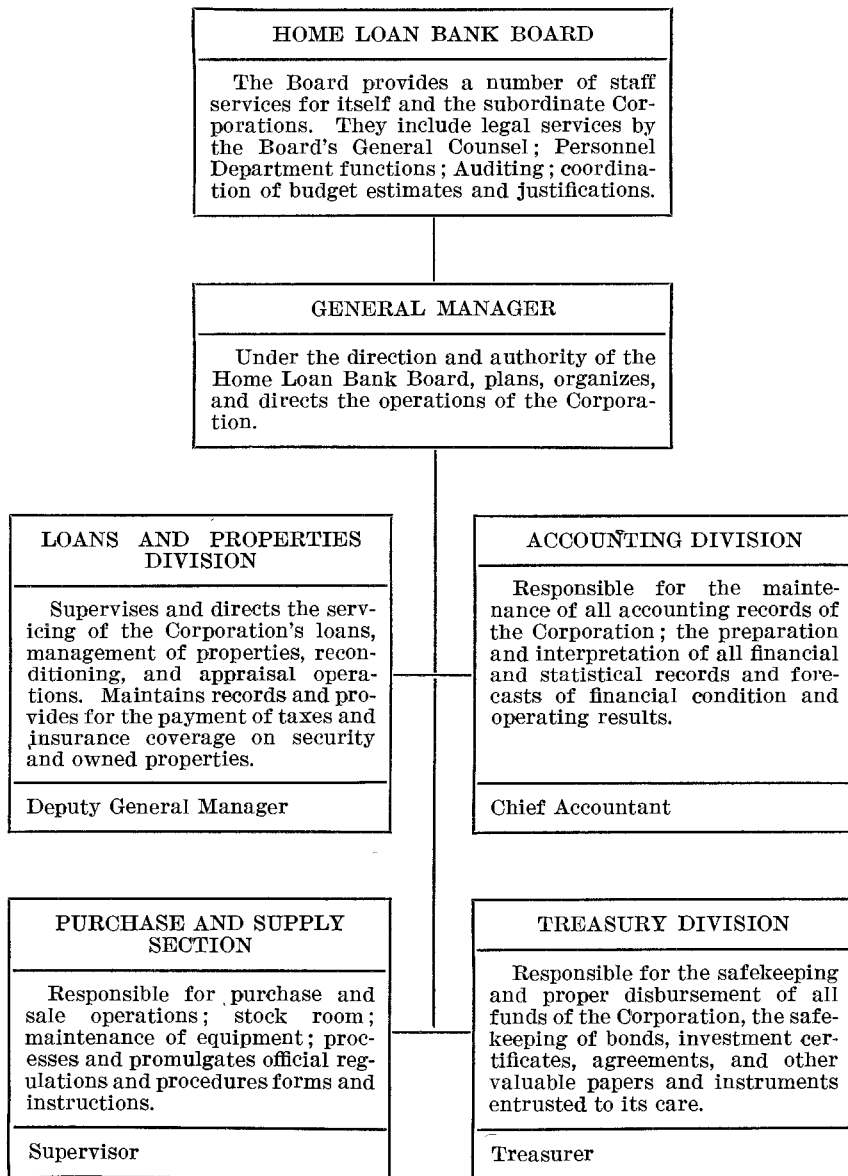 HOME LOAN BANK BOARD
The Board provides a number of staff
services for itself and the subordinate Cor-
porations. They include legal services by
the Board's General Counsel; Personnel
Department functions; Auditing; coordina-
tion of budget estimates and justifications.
GENERAL MANAGER
Under the direction and authority of the
Home Loan Bank Board, plans, organizes,
and directs the operations of the Corpora-
tion.
LOANS AND PROPERTIES
DIVISION
Supervises and directs the serv-
icing of the Corporation's loans,
management of properties, recon-
ditioning, and appraisal opera-
tions. Maintains records and pro-
vides for the payment of taxes and
insurance coverage on security
and owned properties.
Deputy General Manager
ACCOUNTING DIVISION
Responsible for the mainte-
nance of all accounting records of
the Corporation; the preparation
and interpretation of all financial
and statistical records and fore-
casts of financial condition and
operating results.
Chief Accountant
PURCHASE AND SUPPLY
SECTION
Responsible for purchase and
sale operations; stock room;
maintenance of equipment; proc-
esses and promulgates official reg-
ulations and procedures forms and
instructions.
Supervisor
TREASURY DIVISION
Responsible for the safekeeping
and proper disbursement of all
funds of the Corporation, the safe-
keeping of bonds, investment cer-
tificates, agreements, and other
valuable papers and instruments
entrusted to its care.
Treasurer